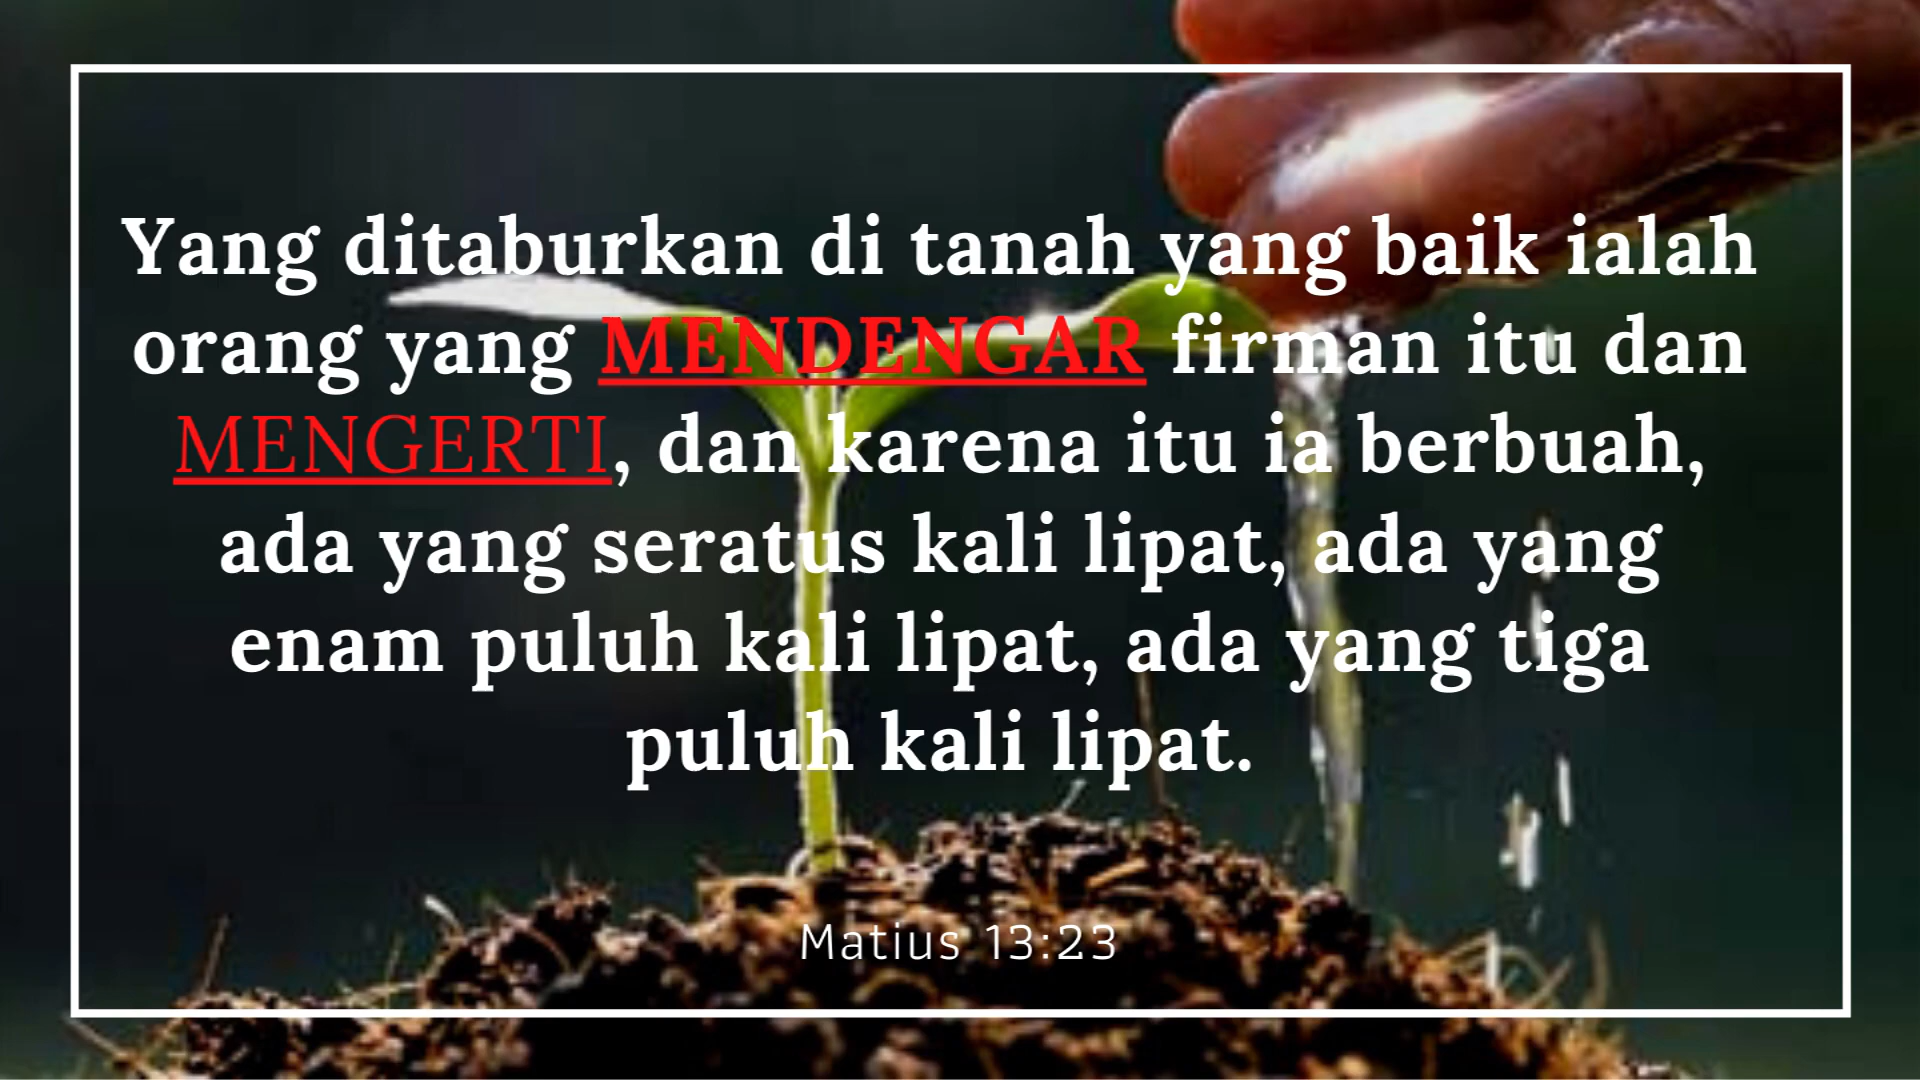 Yang ditaburkan di tanah yang baik ialah
orang yang MENDENGAR firman itu dan
MENGERTI, dan karena itu ia berbuah,
ada yang seratus kali lipat, ada yang
enam puluh kali lipat, ada yang tiga
puluh kali lipat.
Matius 13:23